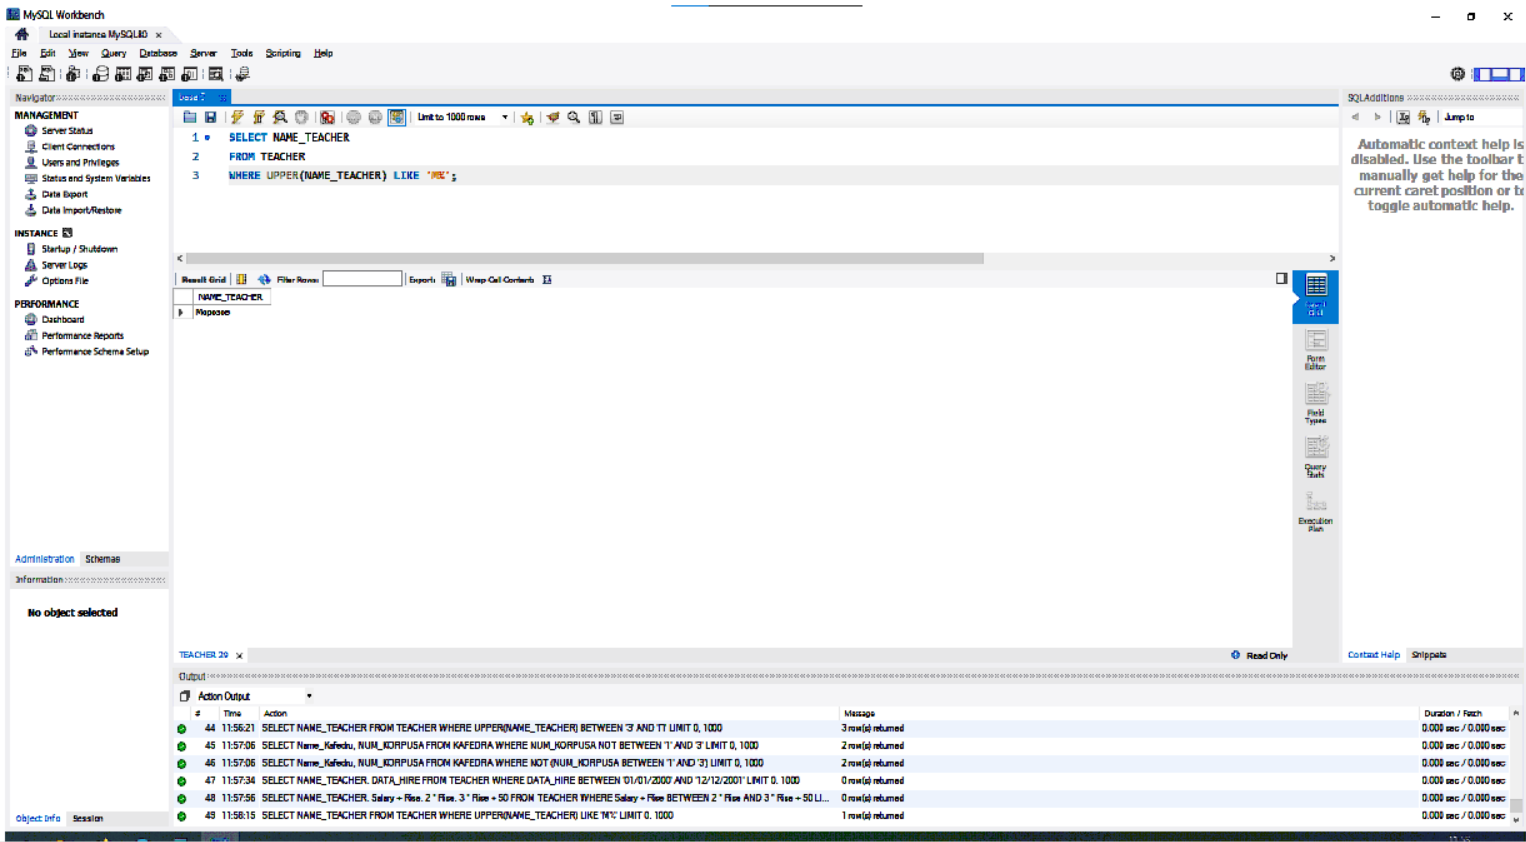 MySQL Workbench
Local instance MySQL80 ×
File Edit View Query Database Server Tools Scripting Help
Navigator
MANAGEMENT
Server Status
Client Connections
Users and Privileges
Status and System Variables
Data Export
Data Import/Restore
INSTANCE
Startup / Shutdown
Server Logs
Options File
PERFORMANCE
Dashboard
Performance Reports
Performance Schema Setup
Administration Schemas
Information
No object selected
Object Info Session
Limit to 1000 rows
1 SELECT NAME_TEACHER
2 FROM TEACHER
3 WHERE UPPER(NAME_TEACHER) LIKE 'М%';
Result Grid Filter Rows: Export: Wrap Cell Content:
NAME_TEACHER
Result Grid
Form Editor
Field Types
Query Stats
Execution Plan
TEACHER 29 × Read Only
SQLAdditions
Jump to
Automatic context help is
disabled. Use the toolbar t
manually get help for the
current caret position or to
toggle automatic help.
Context Help Snippets
Output
Action Output
# Time Action Message Duration / Fetch
44 11:56:21 SELECT NAME_TEACHER FROM TEACHER WHERE UPPER(NAME_TEACHER) BETWEEN 'З' AND 'П' LIMIT 0, 1000 3 row(s) returned 0.000 sec / 0.000 sec
45 11:57:06 SELECT Name_Kafedru, NUM_KORPUSA FROM KAFEDRA WHERE NUM_KORPUSA NOT BETWEEN '1' AND '3' LIMIT 0, 1000 2 row(s) returned 0.000 sec / 0.000 sec
46 11:57:06 SELECT Name_Kafedru, NUM_KORPUSA FROM KAFEDRA WHERE NOT (NUM_KORPUSA BETWEEN '1' AND '3') LIMIT 0, 1000 2 row(s) returned 0.000 sec / 0.000 sec
47 11:57:34 SELECT NAME_TEACHER, DATA_HIRE FROM TEACHER WHERE DATA_HIRE BETWEEN '01/01/2000' AND '12/12/2001' LIMIT 0, 1000 0 row(s) returned 0.000 sec / 0.000 sec
48 11:57:56 SELECT NAME_TEACHER, Salary + Rise, 2 * Rise, 3 * Rise + 50 FROM TEACHER WHERE Salary + Rise BETWEEN 2 * Rise AND 3 * Rise + 50 LI... 0 row(s) returned 0.000 sec / 0.000 sec
49 11:58:15 SELECT NAME_TEACHER FROM TEACHER WHERE UPPER(NAME_TEACHER) LIKE 'М%' LIMIT 0, 1000 1 row(s) returned 0.000 sec / 0.000 sec